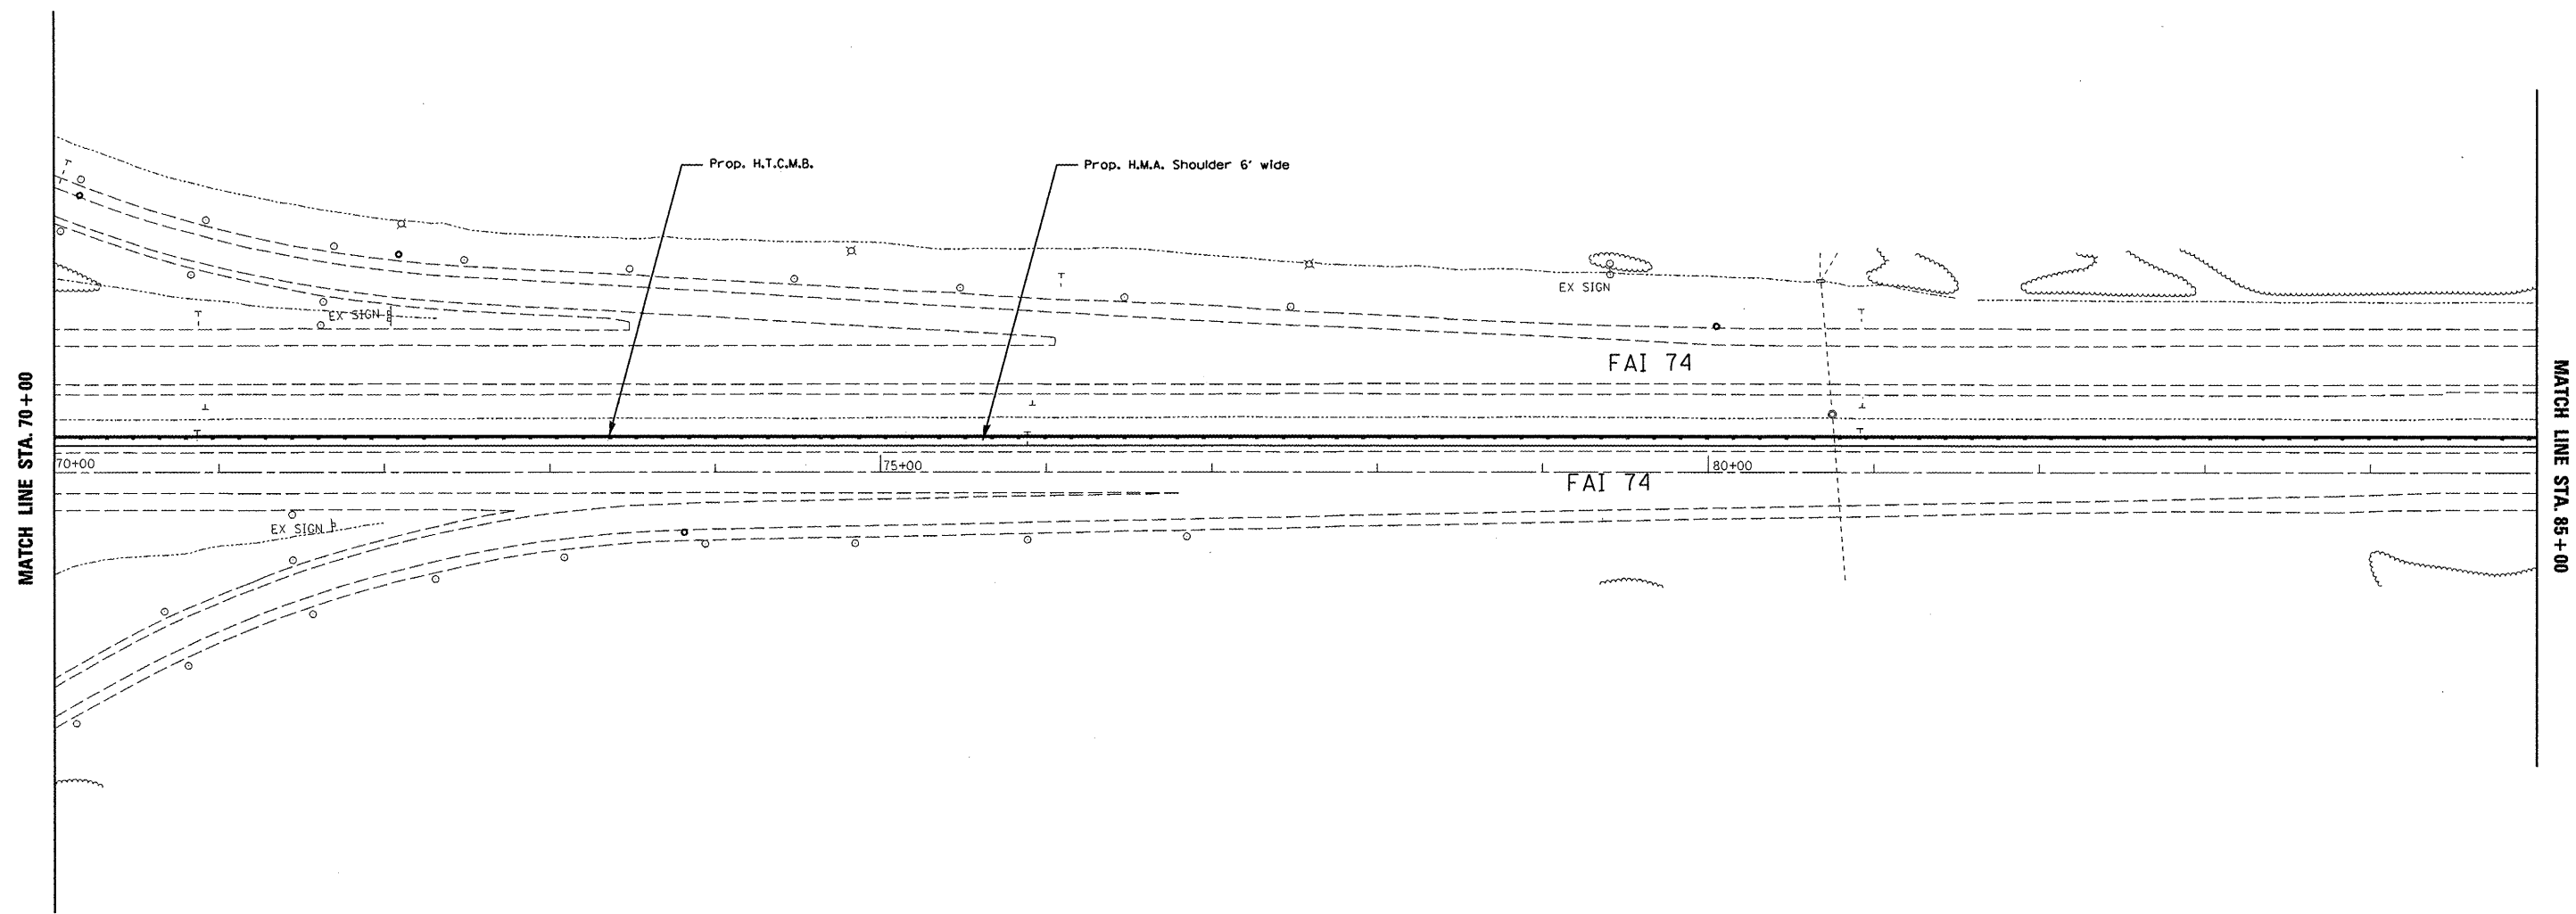 Prop. H.T.C.M.B.
Prop. H.M.A. Shoulder 6' wide
EX SIGN
EX SIGN
FAI 74
MATCH LINE STA. 70+00
MATCH LINE STA. 85+00
70+00
75+00
80+00
FAI 74
EX SIGN